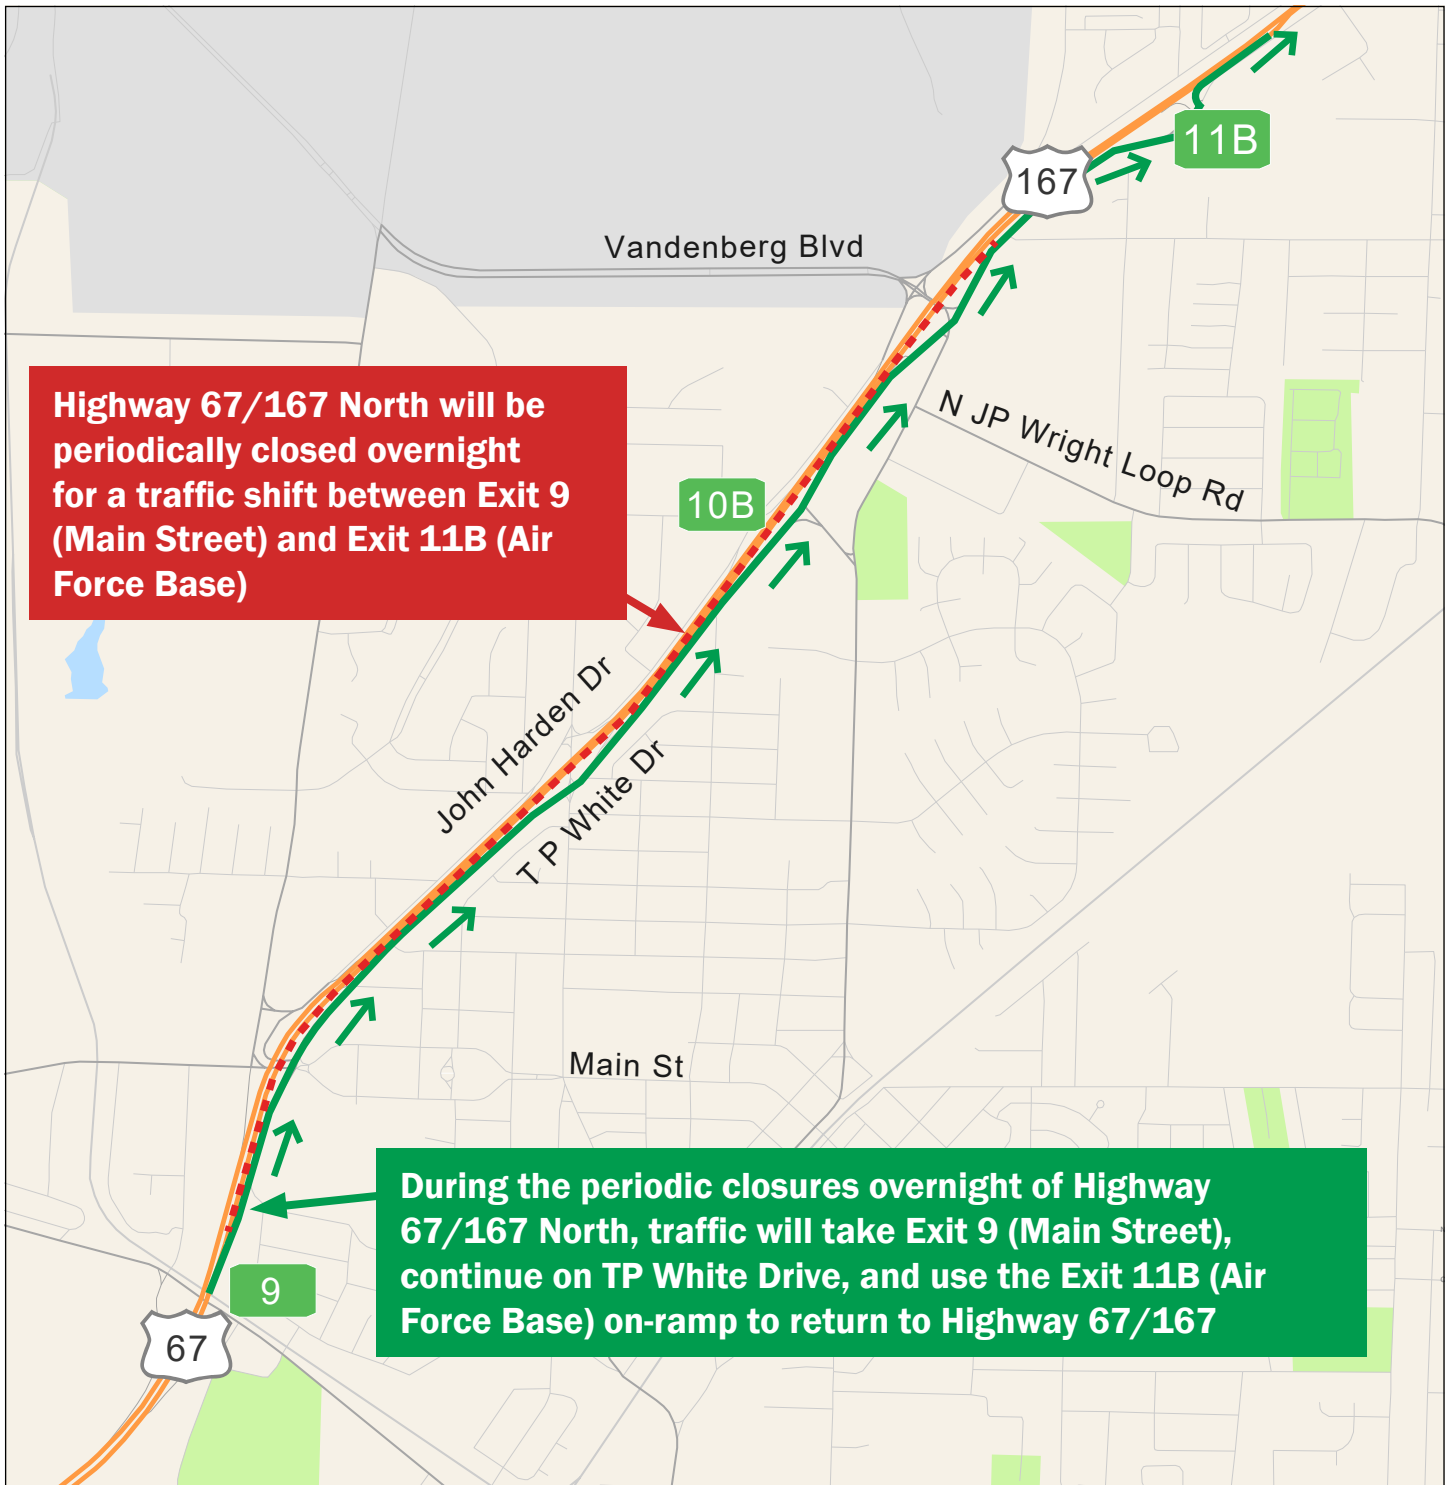 11B
167
Vandenberg Blvd
Highway 67/167 North will be
periodically closed overnight
for a traffic shift between Exit 9
(Main Street) and Exit 11B (Air
Force Base)
N JP Wright Loop Rd
10B
John Harden Dr
T P White Dr
Main St
During the periodic closures overnight of Highway
67/167 North, traffic will take Exit 9 (Main Street),
continue on TP White Drive, and use the Exit 11B (Air
Force Base) on-ramp to return to Highway 67/167
9
67